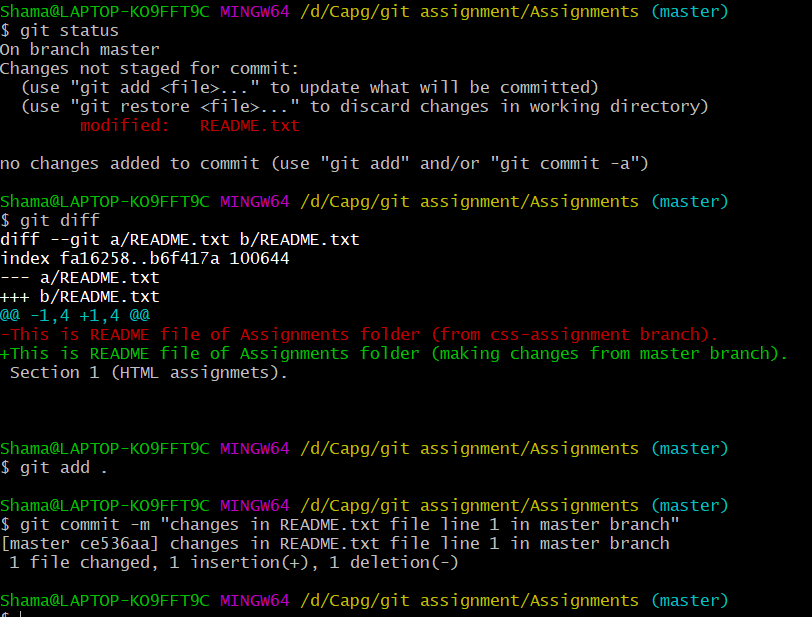 Shama@LAPTOP-KO9FFT9C MINGW64 /d/Capg/git assignment/Assignments (master)
$ git status
On branch master
Changes not staged for commit:
  (use "git add <file>..." to update what will be committed)
  (use "git restore <file>..." to discard changes in working directory)
        modified:   README.txt

no changes added to commit (use "git add" and/or "git commit -a")

Shama@LAPTOP-KO9FFT9C MINGW64 /d/Capg/git assignment/Assignments (master)
$ git diff
diff --git a/README.txt b/README.txt
index fa16258..b6f417a 100644
--- a/README.txt
+++ b/README.txt
@@ -1,4 +1,4 @@
-This is README file of Assignments folder (from css-assignment branch).
+This is README file of Assignments folder (making changes from master branch).
 Section 1 (HTML assignmets).

Shama@LAPTOP-KO9FFT9C MINGW64 /d/Capg/git assignment/Assignments (master)
$ git add .

Shama@LAPTOP-KO9FFT9C MINGW64 /d/Capg/git assignment/Assignments (master)
$ git commit -m "changes in README.txt file line 1 in master branch"
[master ce536aa] changes in README.txt file line 1 in master branch
 1 file changed, 1 insertion(+), 1 deletion(-)

Shama@LAPTOP-KO9FFT9C MINGW64 /d/Capg/git assignment/Assignments (master)
$